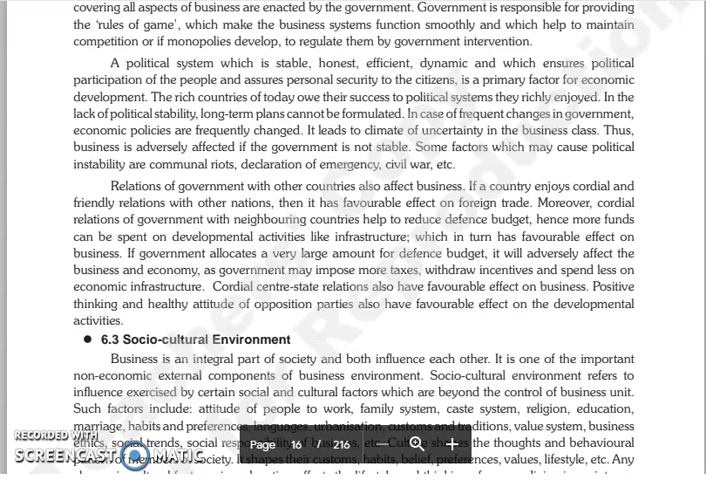 covering all aspects of business are enacted by the government. Government is responsible for providing
the 'rules of game', which make the business systems function smoothly and which help to maintain
competition or if monopolies develop, to regulate them by government intervention.
A political system which is stable, honest, efficient, dynamic and which ensures political
participation of the people and assures personal security to the citizens, is a primary factor for economic
development. The rich countries of today owe their success to political systems they richly enjoyed. In the
lack of political stability, long-term plans cannot be formulated. In case of frequent changes in government,
economic policies are frequently changed. It leads to climate of uncertainty in the business class. Thus,
business is adversely affected if the government is not stable. Some factors which may cause political
instability are communal riots, declaration of emergency, civil war, etc.
Relations of government with other countries also affect business. If a country enjoys cordial and
friendly relations with other nations, then it has favourable effect on foreign trade. Moreover, cordial
relations of government with neighbouring countries help to reduce defence budget, hence more funds
can be spent on developmental activities like infrastructure; which in turn has favourable effect on
business. If government allocates a very large amount for defence budget, it will adversely affect the
business and economy, as government may impose more taxes, withdraw incentives and spend less on
economic infrastructure. Cordial centre-state relations also have favourable effect on business. Positive
thinking and healthy attitude of opposition parties also have favourable effect on the developmental
activities.
● 6.3 Socio-cultural Environment
Business is an integral part of society and both influence each other. It is one of the important
non-economic external components of business environment. Socio-cultural environment refers to
influence exercised by certain social and cultural factors which are beyond the control of business unit.
Such factors include: attitude of people to work, family system, caste system, religion, education,
marriage, habits and preferences, languages, urbanisation, customs and traditions, value system, business
ethics, social trends, social responsibility of business, etc. Culture shapes the thoughts and behavioural
of members society. It shapes their customs, habits, belief, preferences, values, lifestyle, etc. Any
Page 16 / 216
RECORDED WITH
SCREENCAST MATIC